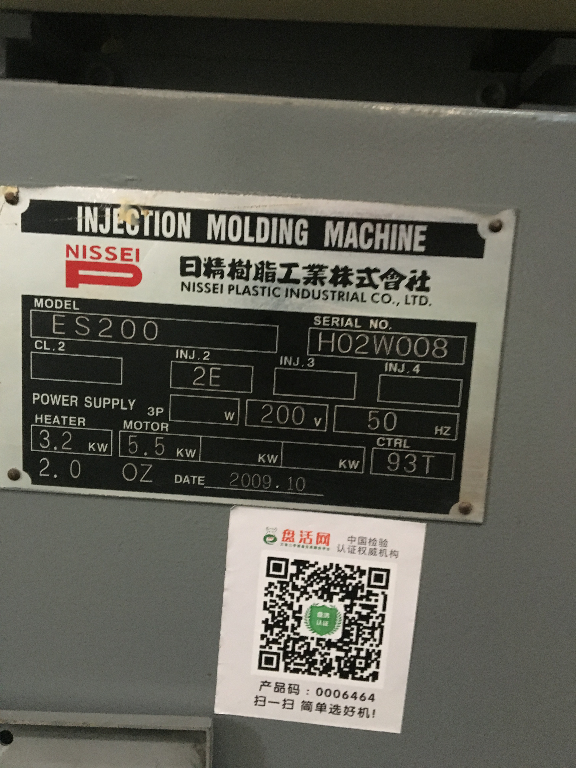 INJECTION MOLDING MACHINE
NISSEI
日精樹脂工業株式會社
NISSEI PLASTIC INDUSTRIAL CO., LTD.
MODEL
ES200
SERIAL NO.
H02W008
CL.2
INJ.2
2E
INJ.3
INJ.4
POWER SUPPLY 3P W 200 V 50 HZ
HEATER
3.2 KW
MOTOR
5.5 KW KW KW
CTRL
93T
2.0 OZ DATE 2009.10
盘活网
中国检验
认证权威机构
产品码：0006464
扫一扫 简单选好机!